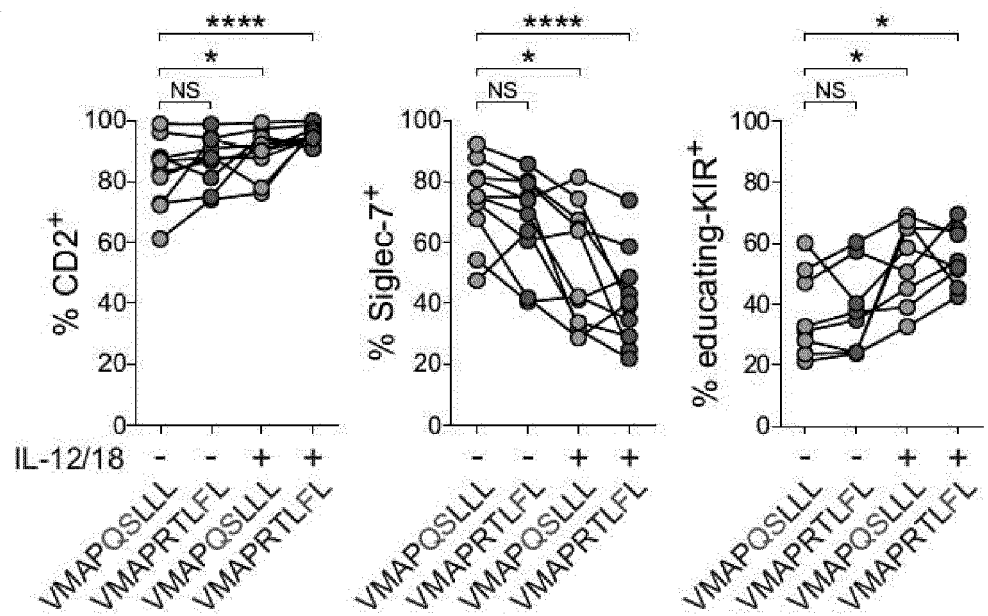 **** **** *
* * *
NS NS NS
100 100 100
80 80 80
60 60 60
40 40 40
20 20 20
0 0 0
% CD2+
% Siglec-7+
% educating-KIR+
IL-12/18 - - + + - - + + - - + +
VMAPQSLLL
VMAPRTLFL
VMAPQSLLL
VMAPRTLFL
VMAPQSLLL
VMAPRTLFL
VMAPQSLLL
VMAPRTLFL
VMAPQSLLL
VMAPRTLFL
VMAPQSLLL
VMAPRTLFL